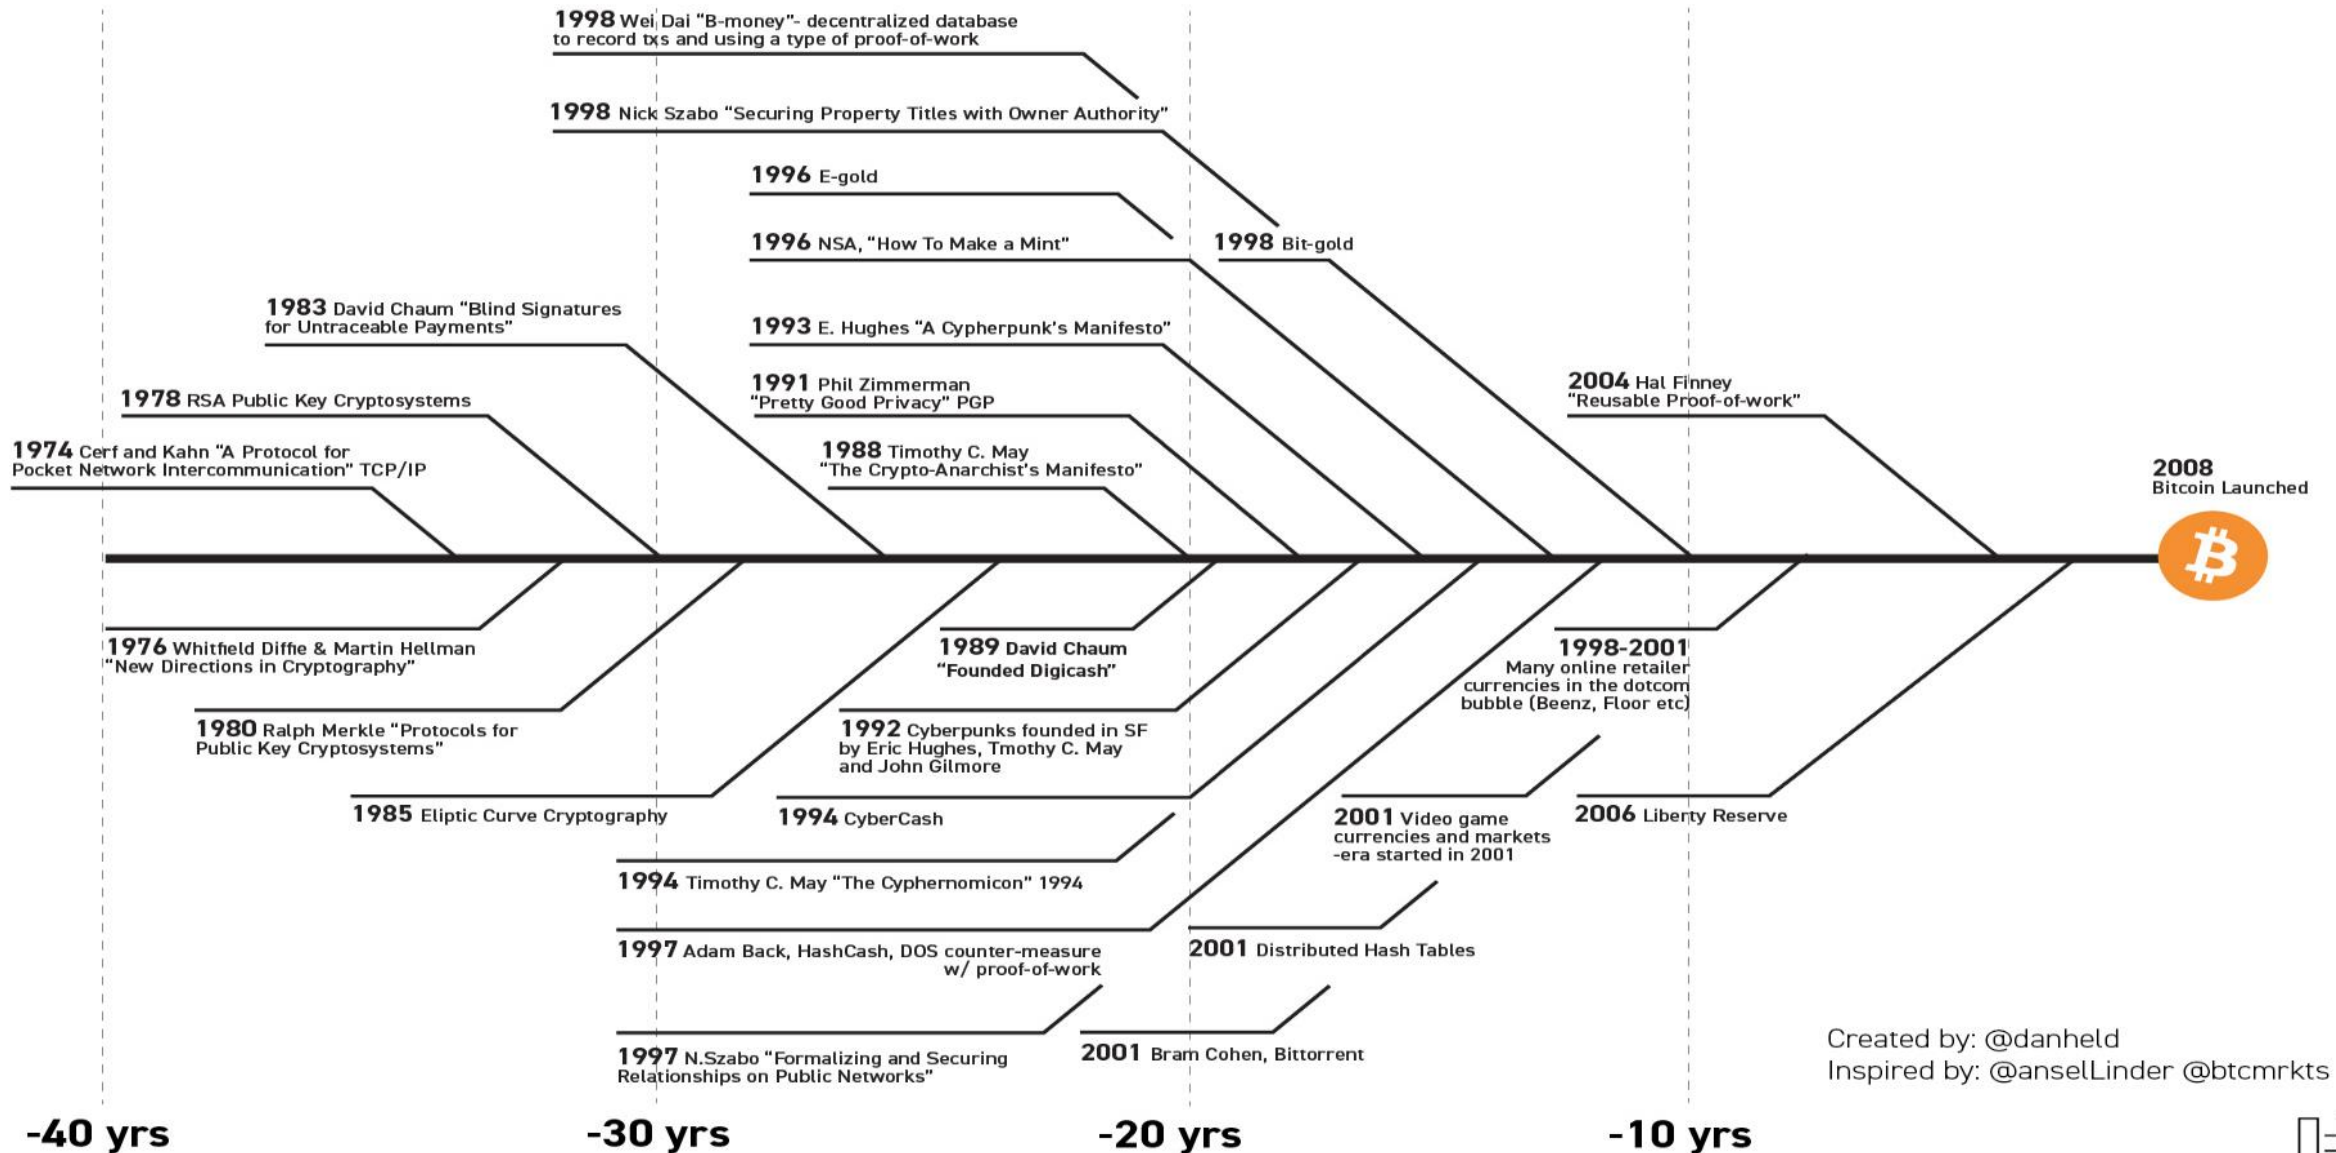 1998 Wei Dai “B-money”- decentralized database
to record txs and using a type of proof-of-work
1998 Nick Szabo “Securing Property Titles with Owner Authority”
1996 E-gold
1996 NSA, “How To Make a Mint”
1998 Bit-gold
1983 David Chaum “Blind Signatures
for Untraceable Payments”
1993 E. Hughes “A Cypherpunk’s Manifesto”
1991 Phil Zimmerman
“Pretty Good Privacy” PGP
2004 Hal Finney
“Reusable Proof-of-work”
1978 RSA Public Key Cryptosystems
1974 Cerf and Kahn “A Protocol for
Pocket Network Intercommunication” TCP/IP
1988 Timothy C. May
“The Crypto-Anarchist’s Manifesto”
2008
Bitcoin Launched
1976 Whitfield Diffie & Martin Hellman
“New Directions in Cryptography”
1989 David Chaum
“Founded Digicash”
1998-2001
Many online retailer
currencies in the dotcom
bubble (Beenz, Floor etc)
1980 Ralph Merkle “Protocols for
Public Key Cryptosystems”
1992 Cyberpunks founded in SF
by Eric Hughes, Tmothy C. May
and John Gilmore
1985 Eliptic Curve Cryptography
1994 CyberCash
2001 Video game
currencies and markets
-era started in 2001
2006 Liberty Reserve
1994 Timothy C. May “The Cyphernomicon” 1994
1997 Adam Back, HashCash, DOS counter-measure
w/ proof-of-work
2001 Distributed Hash Tables
1997 N.Szabo “Formalizing and Securing
Relationships on Public Networks”
2001 Bram Cohen, Bittorrent
Created by: @danheld
Inspired by: @anselLinder @btcmrkts
-40 yrs
-30 yrs
-20 yrs
-10 yrs